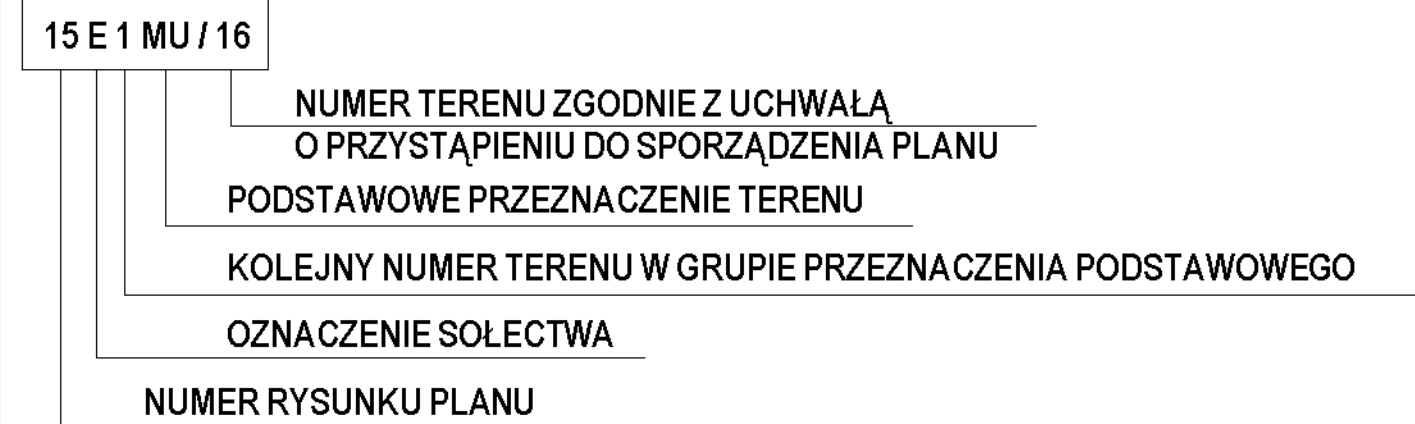 15 E 1 MU / 16
NUMER TERENU ZGODNIE Z UCHWAŁĄ
O PRZYSTĄPIENIU DO SPORZĄDZENIA PLANU
PODSTAWOWE PRZEZNACZENIE TERENU
KOLEJNY NUMER TERENU W GRUPIE PRZEZNACZENIA PODSTAWOWEGO
OZNACZENIE SOŁECTWA
NUMER RYSUNKU PLANU